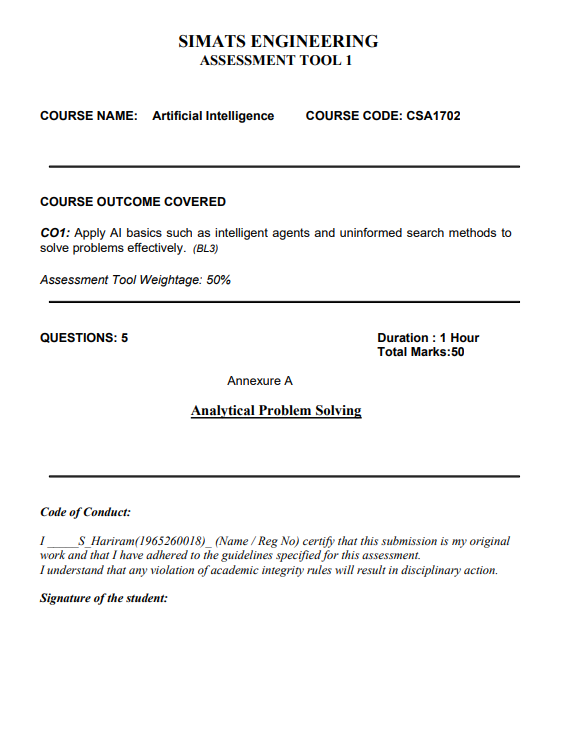 SIMATS ENGINEERING
ASSESSMENT TOOL 1
COURSE NAME: Artificial Intelligence COURSE CODE: CSA1702
COURSE OUTCOME COVERED
CO1: Apply AI basics such as intelligent agents and uninformed search methods to
solve problems effectively. (BL3)
Assessment Tool Weightage: 50%
QUESTIONS: 5 Duration : 1 Hour
Total Marks:50
Annexure A
Analytical Problem Solving
Code of Conduct:
I _____S_Hariram(1965260018)_ (Name / Reg No) certify that this submission is my original
work and that I have adhered to the guidelines specified for this assessment.
I understand that any violation of academic integrity rules will result in disciplinary action.
Signature of the student: